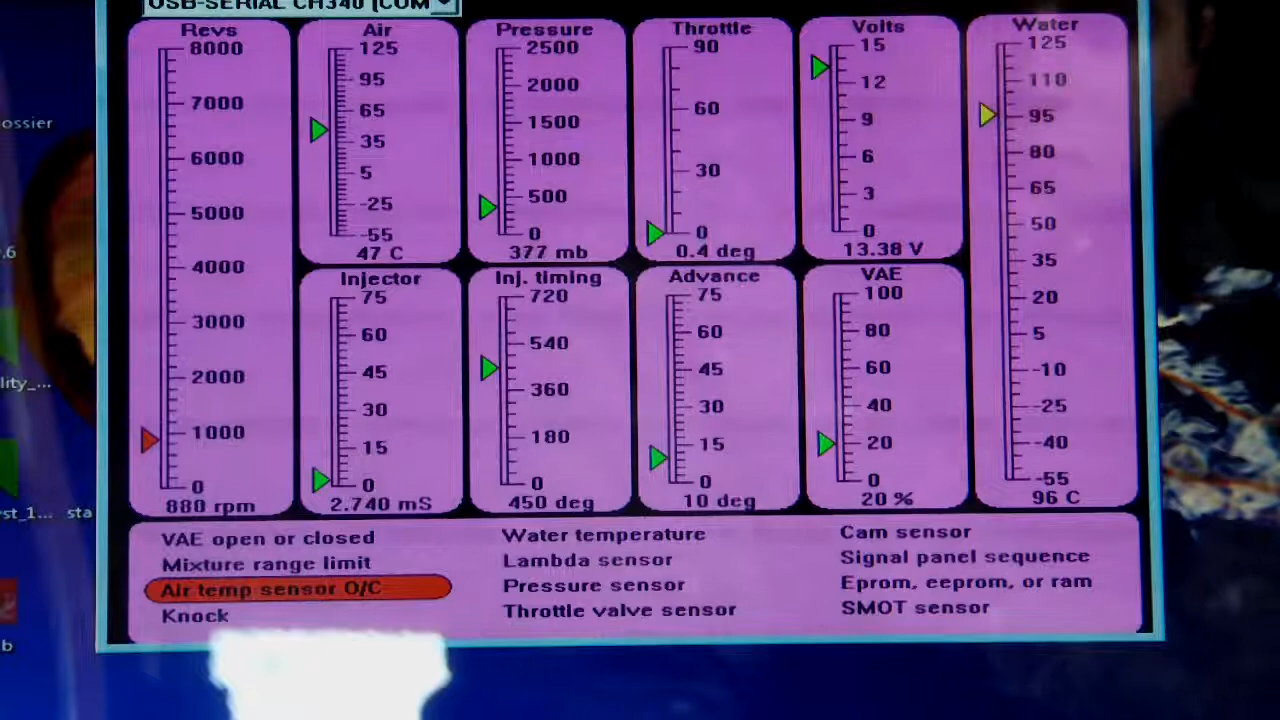 USB-SERIAL CH340 (COM
Revs
8000
7000
6000
5000
4000
3000
2000
1000
0
880 rpm
Air
125
95
65
35
5
-25
-55
47 C
Pressure
2500
2000
1500
1000
500
0
377 mb
Throttle
90
60
30
0
0.4 deg
Volts
15
12
9
6
3
0
13.38 V
Water
125
110
95
80
65
50
35
20
5
-10
-25
-40
-55
96 C
Injector
75
60
45
30
15
0
2.740 mS
Inj. timing
720
540
360
180
0
450 deg
Advance
75
60
45
30
15
0
10 deg
VAE
100
80
60
40
20
0
20 %
VAE open or closed
Mixture range limit
Air temp sensor O/C
Knock
Water temperature
Lambda sensor
Pressure sensor
Throttle valve sensor
Cam sensor
Signal panel sequence
Eprom, eeprom, or ram
SMOT sensor
ossier
.6
lity_...
yst_1... sta
b